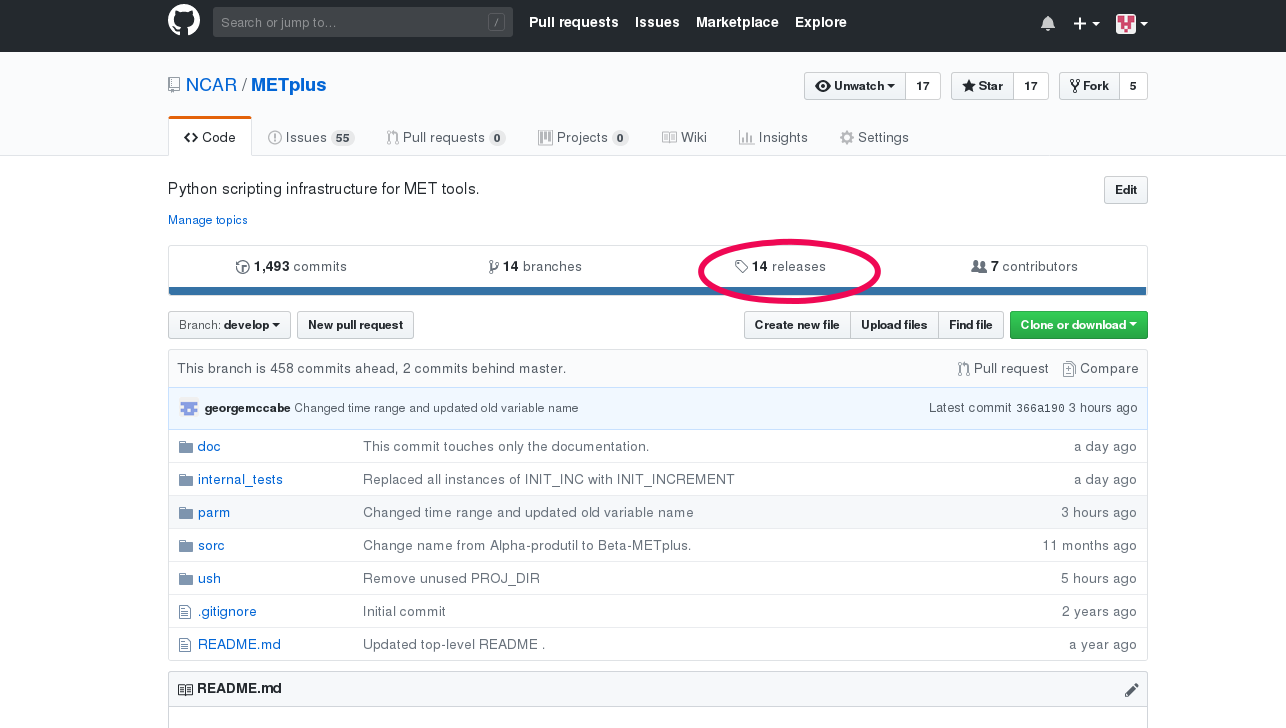 Search or jump to… / Pull requests Issues Marketplace Explore
NCAR / METplus Unwatch 17 Star 17 Fork 5
Code Issues 55 Pull requests 0 Projects 0 Wiki Insights Settings
Python scripting infrastructure for MET tools. Edit
Manage topics
1,493 commits 14 branches 14 releases 7 contributors
Branch: develop New pull request Create new file Upload files Find file Clone or download
This branch is 458 commits ahead, 2 commits behind master. Pull request Compare
georgemccabe Changed time range and updated old variable name Latest commit 366a190 3 hours ago
doc This commit touches only the documentation. a day ago
internal_tests Replaced all instances of INIT_INC with INIT_INCREMENT a day ago
parm Changed time range and updated old variable name 3 hours ago
sorc Change name from Alpha-produtil to Beta-METplus. 11 months ago
ush Remove unused PROJ_DIR 5 hours ago
.gitignore Initial commit 2 years ago
README.md Updated top-level README . a year ago
README.md